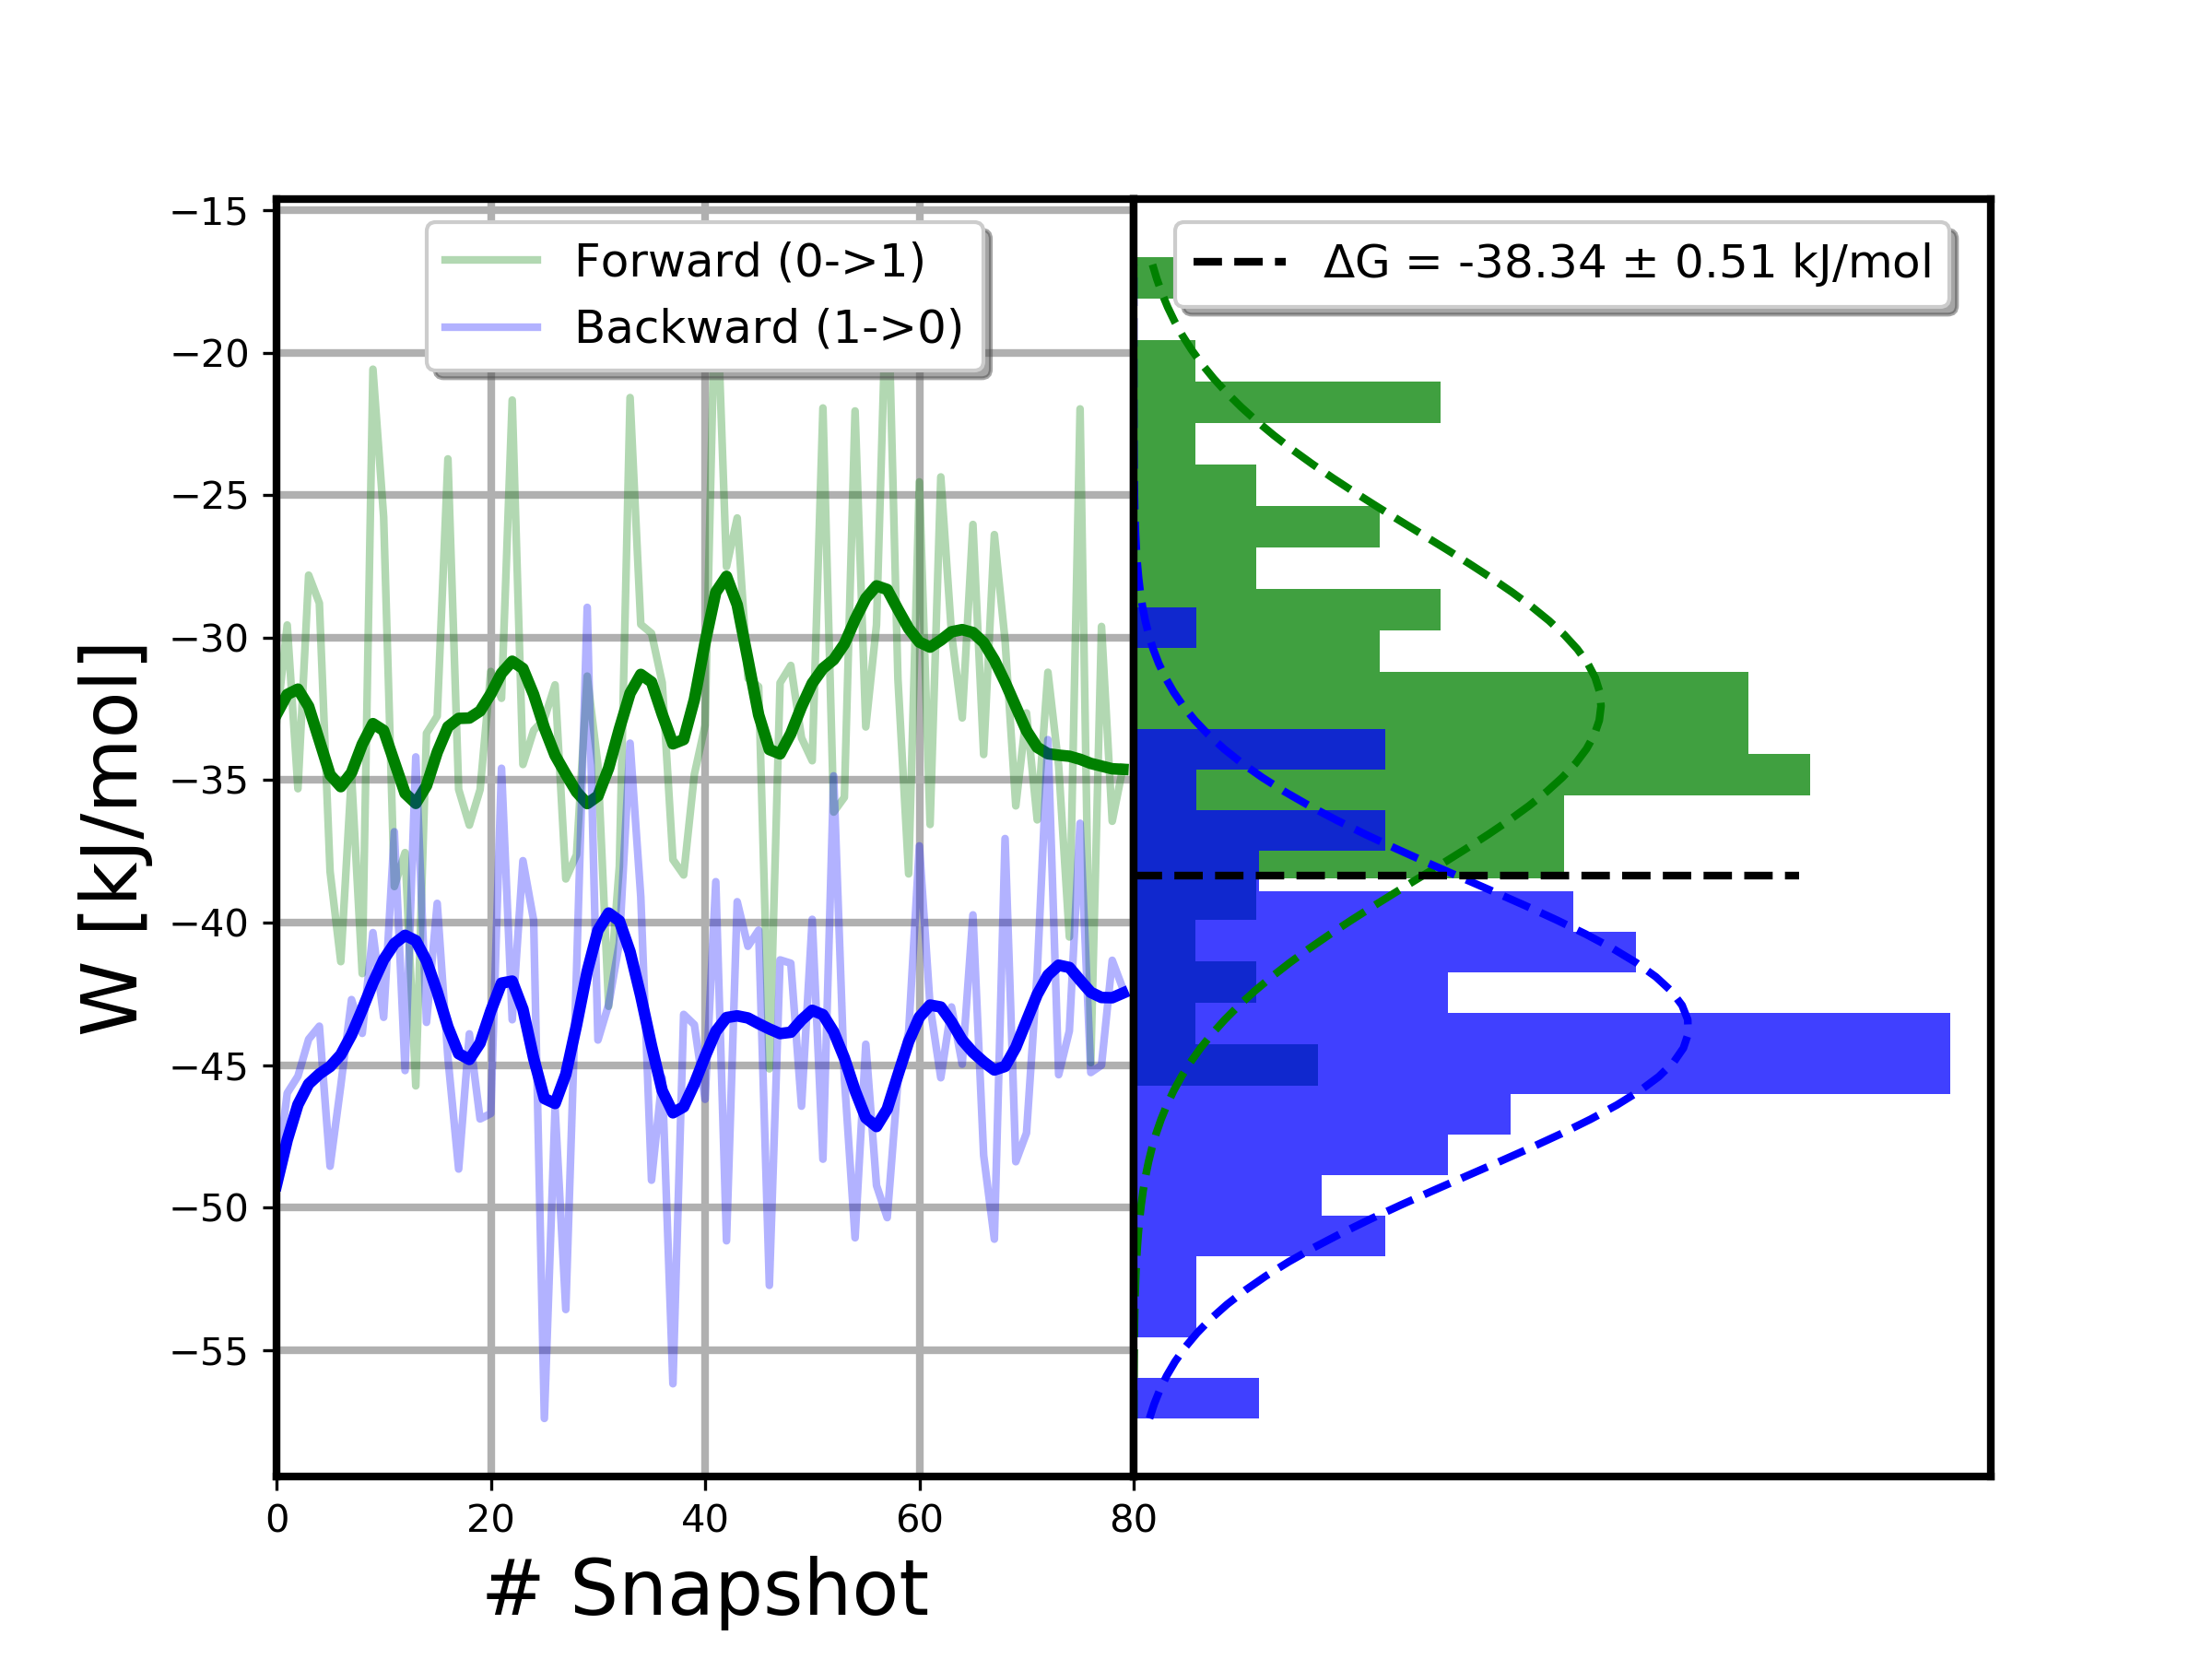 W [kJ/mol]
−15
−20
−25
−30
−35
−40
−45
−50
−55
Forward (0->1)
Backward (1->0)
ΔG = -38.34 ± 0.51 kJ/mol
0 20 40 60 80
# Snapshot